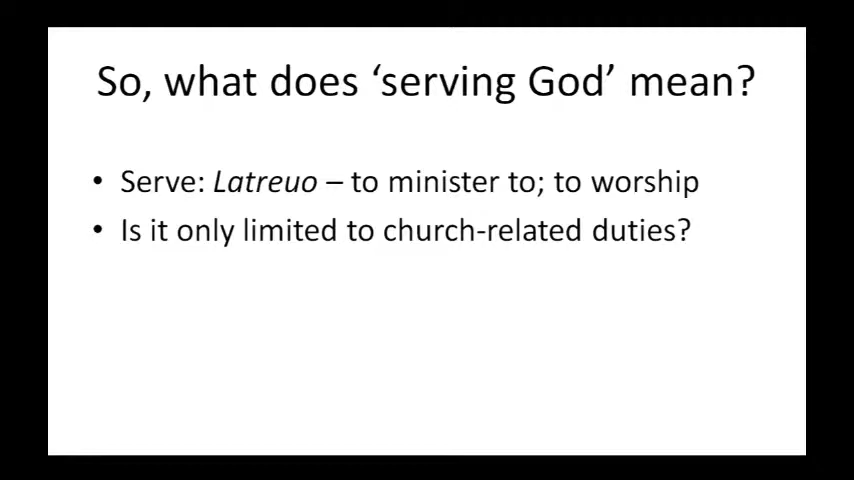 So, what does ‘serving God’ mean?
• Serve: Latreuo – to minister to; to worship
• Is it only limited to church-related duties?